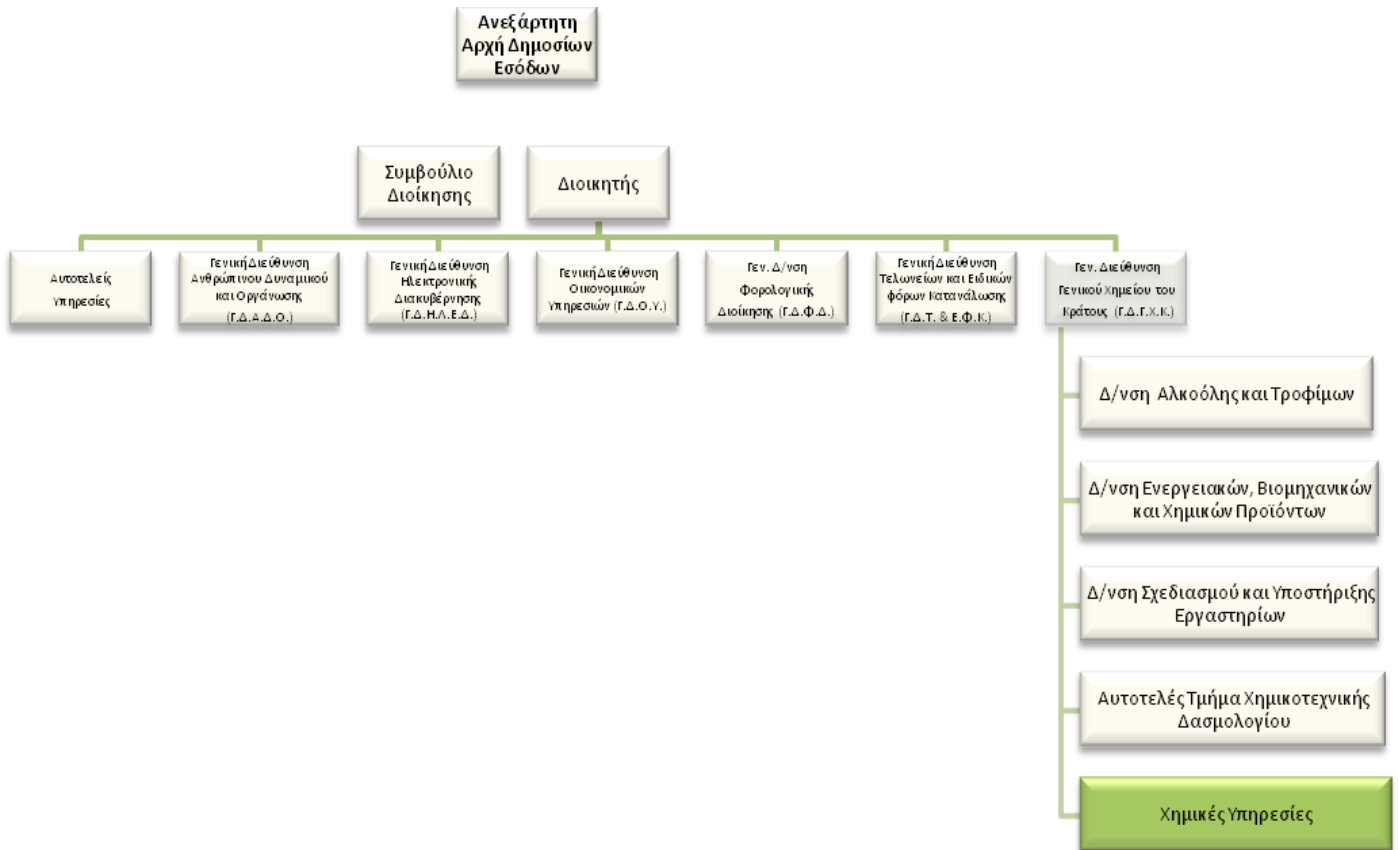 Ανεξάρτητη
Αρχή Δημοσίων
Εσόδων
Συμβούλιο
Διοίκησης
Διοικητής
Αυτοτελείς
Υπηρεσίες
Γενική Διεύθυνση
Ανθρώπινου Δυναμικού
και Οργάνωσης
(Γ.Δ.Α.Δ.Ο.)
Γενική Διεύθυνση
Ηλεκτρονικής
Διακυβέρνησης
(Γ.Δ.Η.Λ.Ε.Δ.)
Γενική Διεύθυνση
Οικονομικών
Υπηρεσιών (Γ.Δ.Ο.Υ.)
Γεν. Δ/νση
Φορολογικής
Διοίκησης (Γ.Δ.Φ.Δ.)
Γενική Διεύθυνση
Τελωνείων και Ειδικών
φόρων Κατανάλωσης
(Γ.Δ.Τ. & Ε.Φ.Κ.)
Γεν. Διεύθυνση
Γενικού Χημείου του
Κράτους (Γ.Δ.Γ.Χ.Κ.)
Δ/νση Αλκοόλης και Τροφίμων
Δ/νση Ενεργειακών, Βιομηχανικών
και Χημικών Προϊόντων
Δ/νση Σχεδιασμού και Υποστήριξης
Εργαστηρίων
Αυτοτελές Τμήμα Χημικοτεχνικής
Δασμολογίου
Χημικές Υπηρεσίες